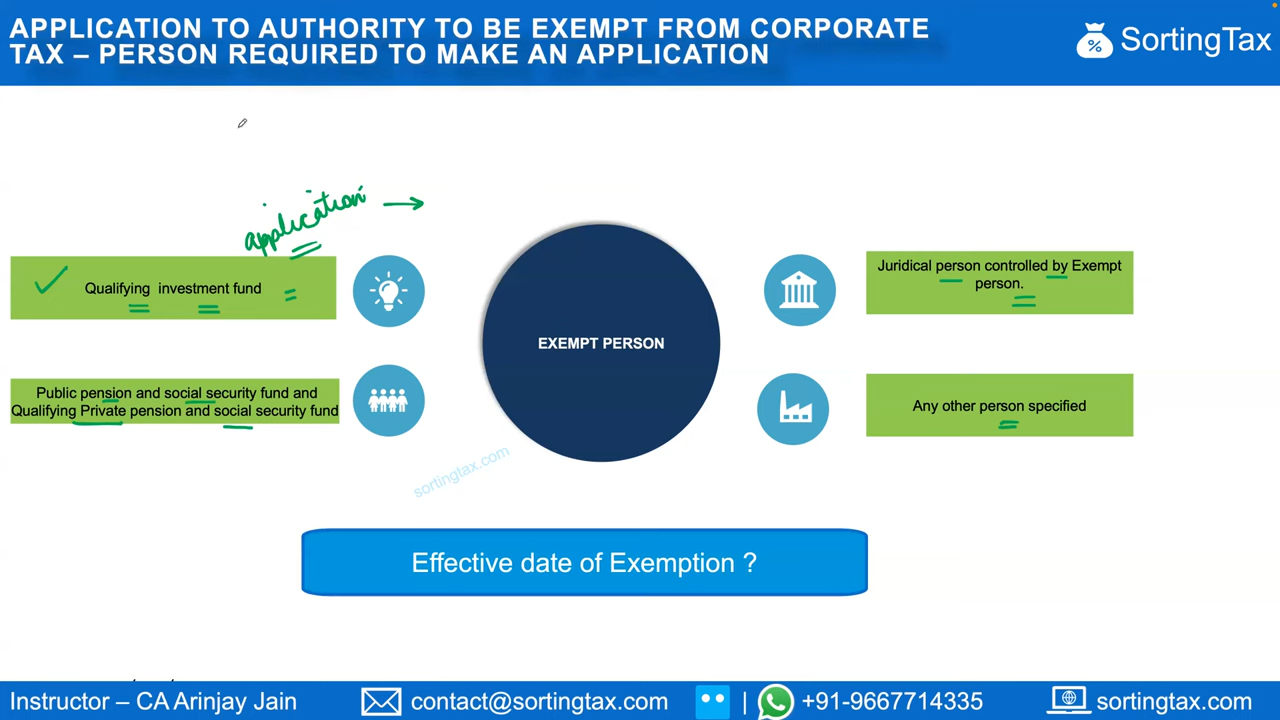 APPLICATION TO AUTHORITY TO BE EXEMPT FROM CORPORATE
TAX – PERSON REQUIRED TO MAKE AN APPLICATION
% SortingTax
application
Qualifying investment fund
Public pension and social security fund and
Qualifying Private pension and social security fund
EXEMPT PERSON
Juridical person controlled by Exempt
person.
Any other person specified
sortingtax.com
Effective date of Exemption ?
Instructor – CA Arinjay Jain
contact@sortingtax.com
| +91-9667714335
sortingtax.com